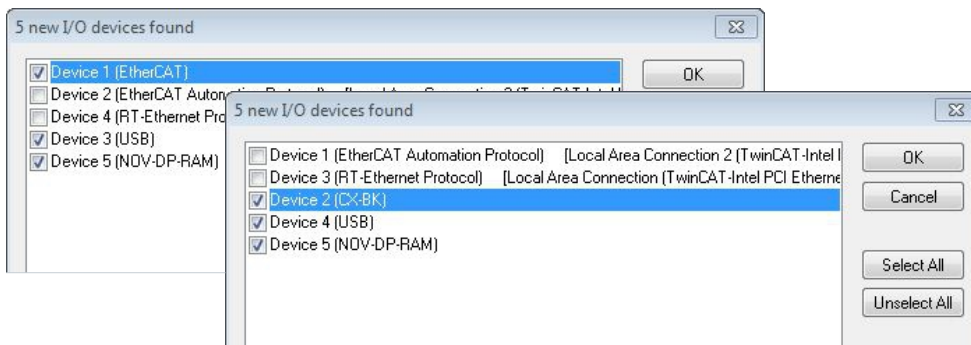 5 new I/O devices found
Device 1 (EtherCAT)
OK
Device 2 (EtherCAT
Device 4 (RT-Ethernet
Device 3 (USB)
Device 5 (NOV-DP-RAM)
5 new I/O devices found
Device 1 (EtherCAT Automation Protocol) [Local Area Connection 2 (TwinCAT-Intel
Device 3 (RT-Ethernet Protocol) [Local Area Connection (TwinCAT-Intel PCI Etherne
Device 2 (CX-BK)
Device 4 (USB)
Device 5 (NOV-DP-RAM)
OK
Cancel
Select All
Unselect All